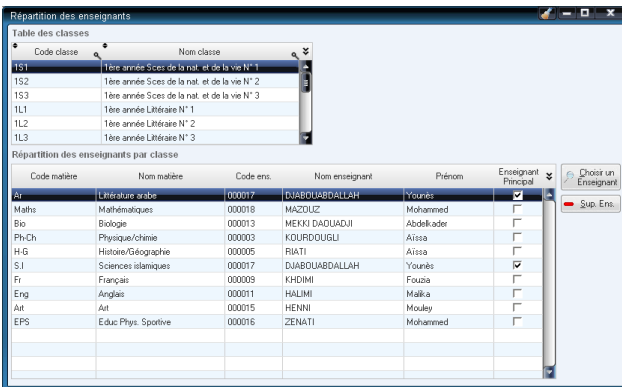 Répartition des enseignants
Table des classes
Code classe Nom classe
1S1 1ère année Sces de la nat. et de la vie N° 1
1S2 1ère année Sces de la nat. et de la vie N° 2
1S3 1ère année Sces de la nat. et de la vie N° 3
1L1 1ère année Littéraire N° 1
1L2 1ère année Littéraire N° 2
1L3 1ère année Littéraire N° 3
Répartition des enseignants par classe
Code matière Nom matière Code ens. Nom enseignant Prénom Enseignant Principal
Choisir un Enseignant
Ar Littérature arabe 000017 DJABOUABDALLAH Younès
Sup. Ens.
Maths Mathématiques 000018 MAZOUZ Mohammed
Bio Biologie 000013 MEKKI DAOUADJI Abdelkader
Ph-Ch Physique/chimie 000003 KOURDOUGLI Aïssa
H-G Histoire/Géographie 000005 RIATI Aïssa
S.I Sciences islamiques 000017 DJABOUABDALLAH Younès
Fr Français 000009 KHDIMI Fouzia
Eng Anglais 000011 HALIMI Malika
Art Art 000015 HENNI Mouley
EPS Educ Phys. Sportive 000016 ZENATI Mohammed